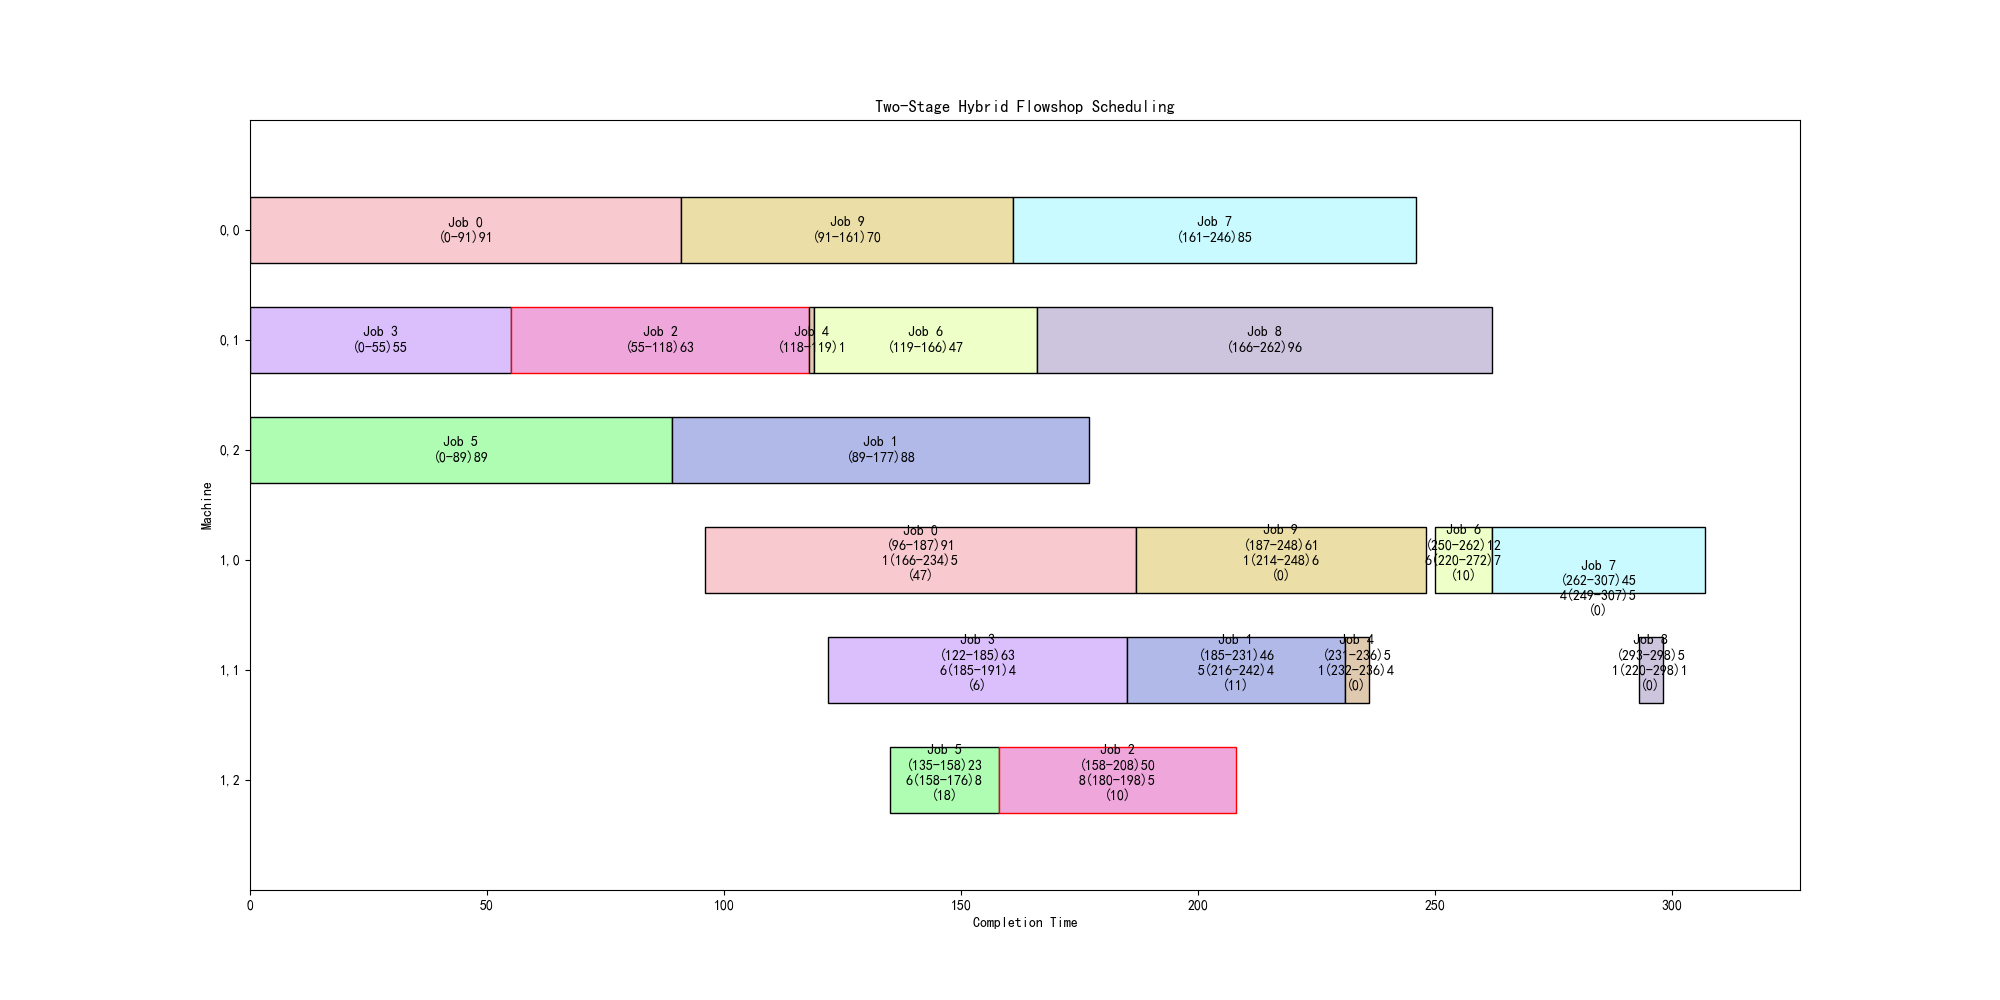 Two-Stage Hybrid Flowshop Scheduling
Machine
0,0
Job 0
(0-91)91
Job 9
(91-161)70
Job 7
(161-246)85
0,1
Job 3
(0-55)55
Job 2
(55-118)63
Job 4
(118-119)1
Job 6
(119-166)47
Job 8
(166-262)96
0,2
Job 5
(0-89)89
Job 1
(89-177)88
1,0
Job 0
(96-187)91
1(166-234)5
(47)
Job 9
(187-248)61
1(214-248)6
(0)
Job 6
(250-262)12
6(220-272)7
(10)
Job 7
(262-307)45
4(249-307)5
(0)
1,1
Job 3
(122-185)63
6(185-191)4
(6)
Job 1
(185-231)46
5(216-242)4
(11)
Job 4
(231-236)5
1(232-236)4
(0)
Job 8
(293-298)5
1(220-298)1
(0)
1,2
Job 5
(135-158)23
6(158-176)8
(18)
Job 2
(158-208)50
8(180-198)5
(10)
0 50 100 150 200 250 300
Completion Time